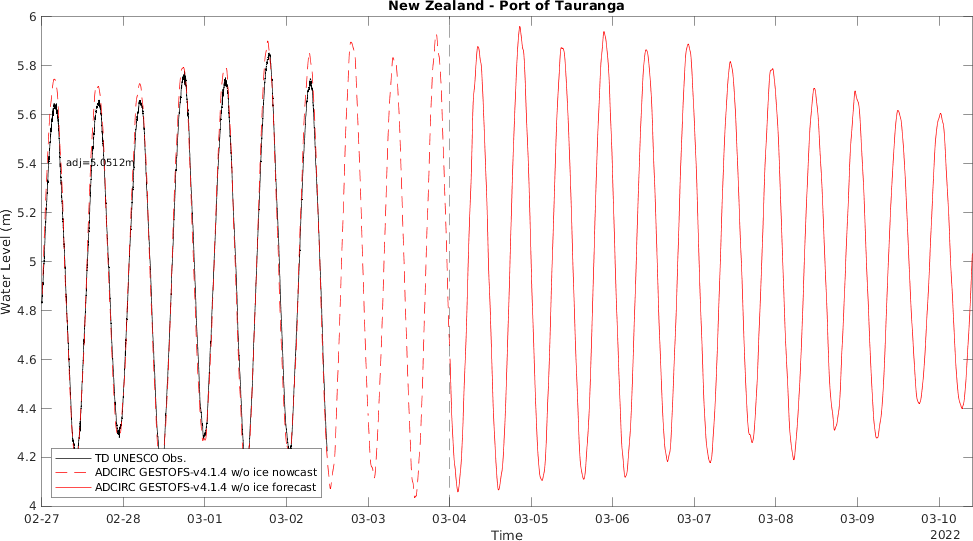 New Zealand - Port of Tauranga
Water Level (m)
6
5.8
5.6
5.4
5.2
5
4.8
4.6
4.4
4.2
4
adj=5.0512m
TD UNESCO Obs.
ADCIRC GESTOFS-v4.1.4 w/o ice nowcast
ADCIRC GESTOFS-v4.1.4 w/o ice forecast
02-27 02-28 03-01 03-02 03-03 03-04 03-05 03-06 03-07 03-08 03-09 03-10
2022
Time